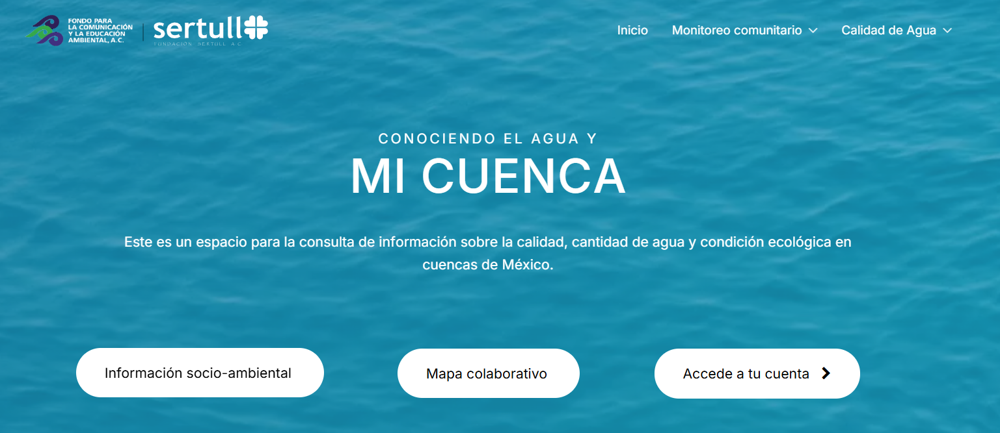 FONDO PARA
LA COMUNICACIÓN
Y LA EDUCACIÓN
AMBIENTAL, A.C.
sertull
FUNDACIÓN SERTULL A.C.
Inicio
Monitoreo comunitario
Calidad de Agua
CONOCIENDO EL AGUA Y
MI CUENCA
Este es un espacio para la consulta de información sobre la calidad, cantidad de agua y condición ecológica en
cuencas de México.
Información socio-ambiental
Mapa colaborativo
Accede a tu cuenta